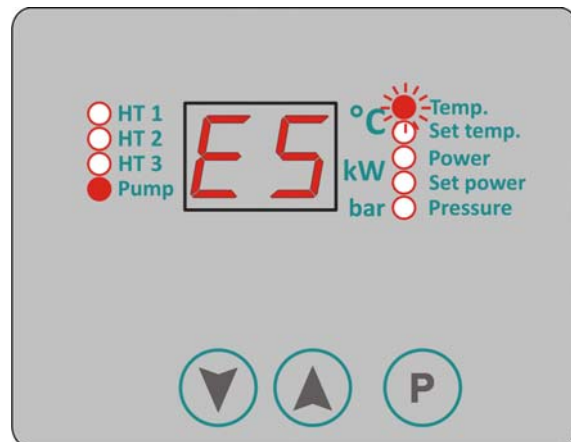 HT 1
HT 2
HT 3
Pump
E5
°C
kW
bar
Temp.
Set temp.
Power
Set power
Pressure
P